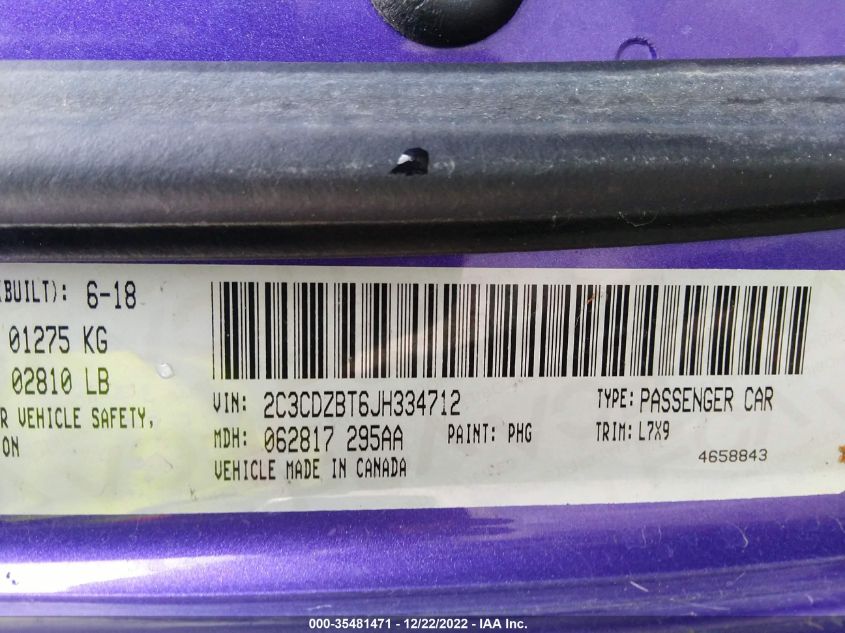 (BUILT): 6-18
01275 KG
02810 LB
R VEHICLE SAFETY,
ON
VIN: 2C3CDZBT6JH334712 TYPE: PASSENGER CAR
MDH: 062817 295AA PAINT: PHG TRIM: L7X9
VEHICLE MADE IN CANADA 4658843
000-35481471 - 12/22/2022 - IAA Inc.